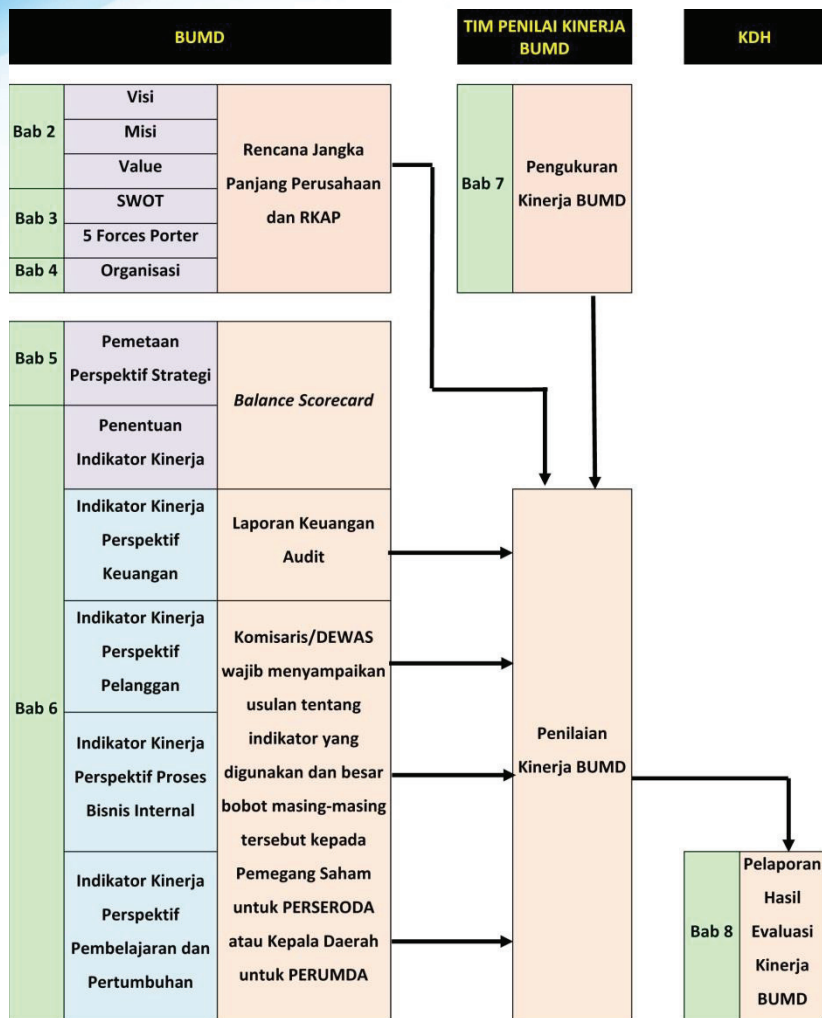 BUMD
TIM PENILAI KINERJA
BUMD
KDH
Bab 2
Visi
Misi
Value
Bab 3
SWOT
5 Forces Porter
Bab 4
Organisasi
Rencana Jangka
Panjang Perusahaan
dan RKAP
Bab 7
Pengukuran
Kinerja BUMD
Bab 5
Pemetaan
Perspektif Strategi
Balance Scorecard
Bab 6
Penentuan
Indikator Kinerja
Indikator Kinerja
Perspektif
Keuangan
Laporan Keuangan
Audit
Indikator Kinerja
Perspektif
Pelanggan
Indikator Kinerja
Perspektif Proses
Bisnis Internal
Indikator Kinerja
Perspektif
Pembelajaran dan
Pertumbuhan
Komisaris/DEWAS
wajib menyampaikan
usulan tentang
indikator yang
digunakan dan besar
bobot masing-masing
tersebut kepada
Pemegang Saham
untuk PERSERODA
atau Kepala Daerah
untuk PERUMDA
Penilaian
Kinerja BUMD
Bab 8
Pelaporan
Hasil
Evaluasi
Kinerja
BUMD